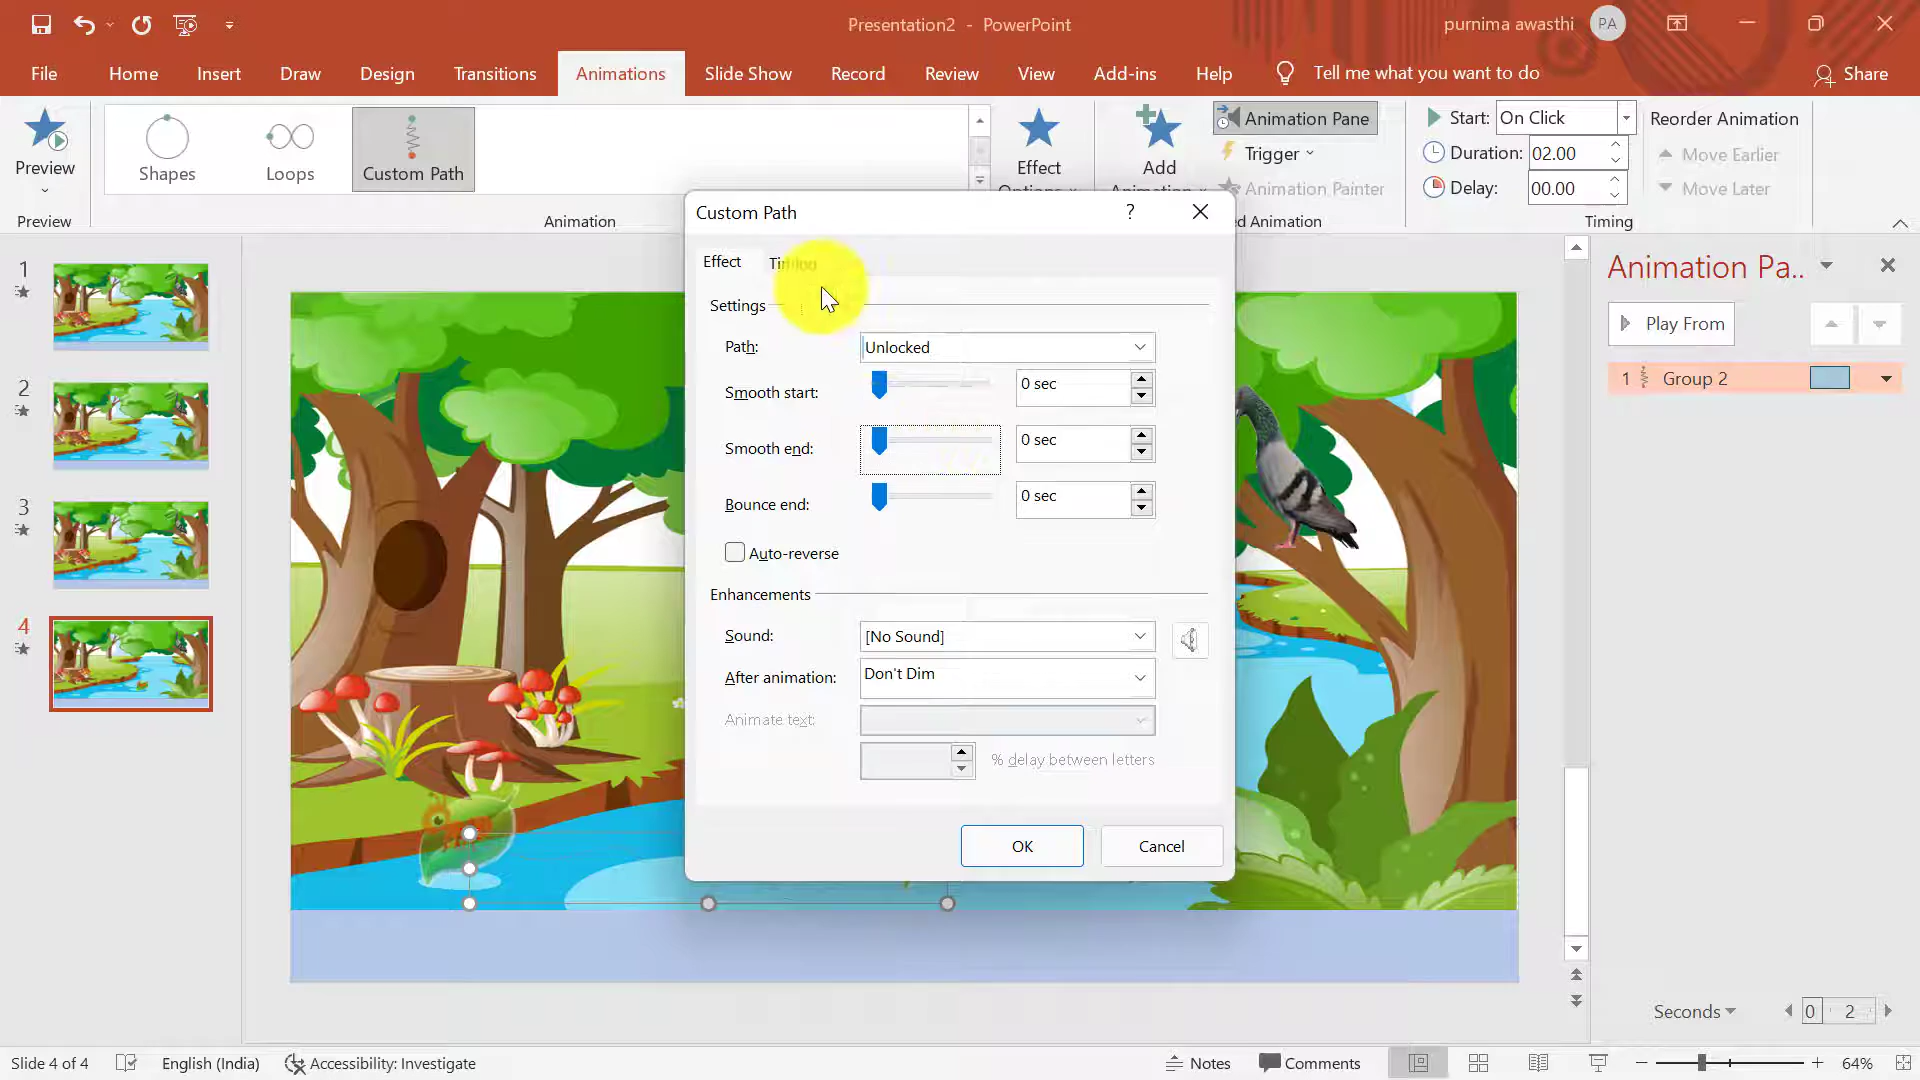 Presentation2 - PowerPoint
purnima awasthi PA
File Home Insert Draw Design Transitions Animations Slide Show Record Review View Add-ins Help Tell me what you want to do Share
Preview
Preview
Shapes
Loops
Custom Path
Animation
Effect
Add
Animation Pane
Trigger
Animation Painter
ed Animation
Start: On Click
Duration: 02.00
Delay: 00.00
Timing
Reorder Animation
Move Earlier
Move Later
1
2
3
4
Custom Path ?
Effect Timing
Settings
Path: Unlocked
Smooth start: 0 sec
Smooth end: 0 sec
Bounce end: 0 sec
Auto-reverse
Enhancements
Sound: [No Sound]
After animation: Don't Dim
Animate text:
% delay between letters
OK Cancel
Animation Pa..
Play From
1 Group 2
Seconds 0 2
Slide 4 of 4 English (India) Accessibility: Investigate Notes Comments 64%